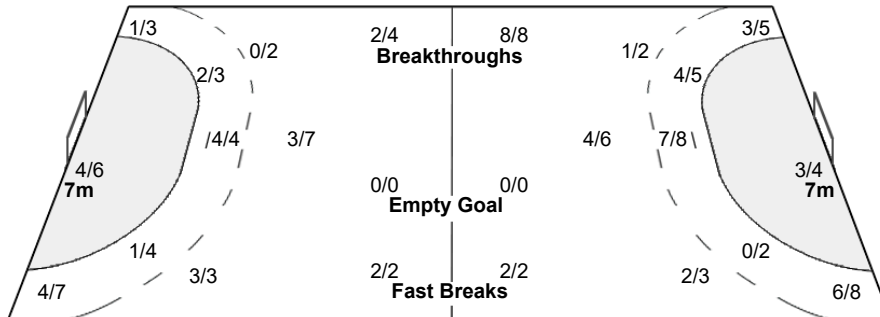 1/3 2/4 8/8 3/5
0/2 Breakthroughs 1/2
2/3 4/5
4/4 3/7 4/6 7/8
4/6 3/4
7m 0/0 0/0 7m
Empty Goal
1/4 0/2
3/3 2/2 2/2 2/3
4/7 Fast Breaks 6/8